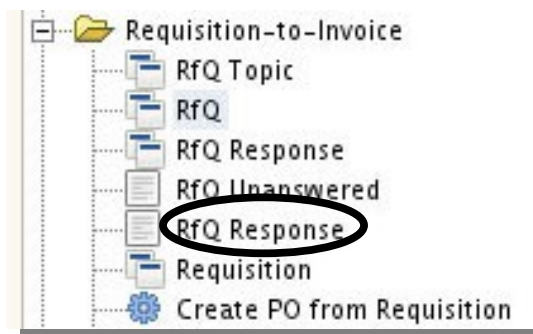 Requisition-to-Invoice
RfQ Topic
RfQ
RfQ Response
RfQ Unanswered
RfQ Response
Requisition
Create PO from Requisition